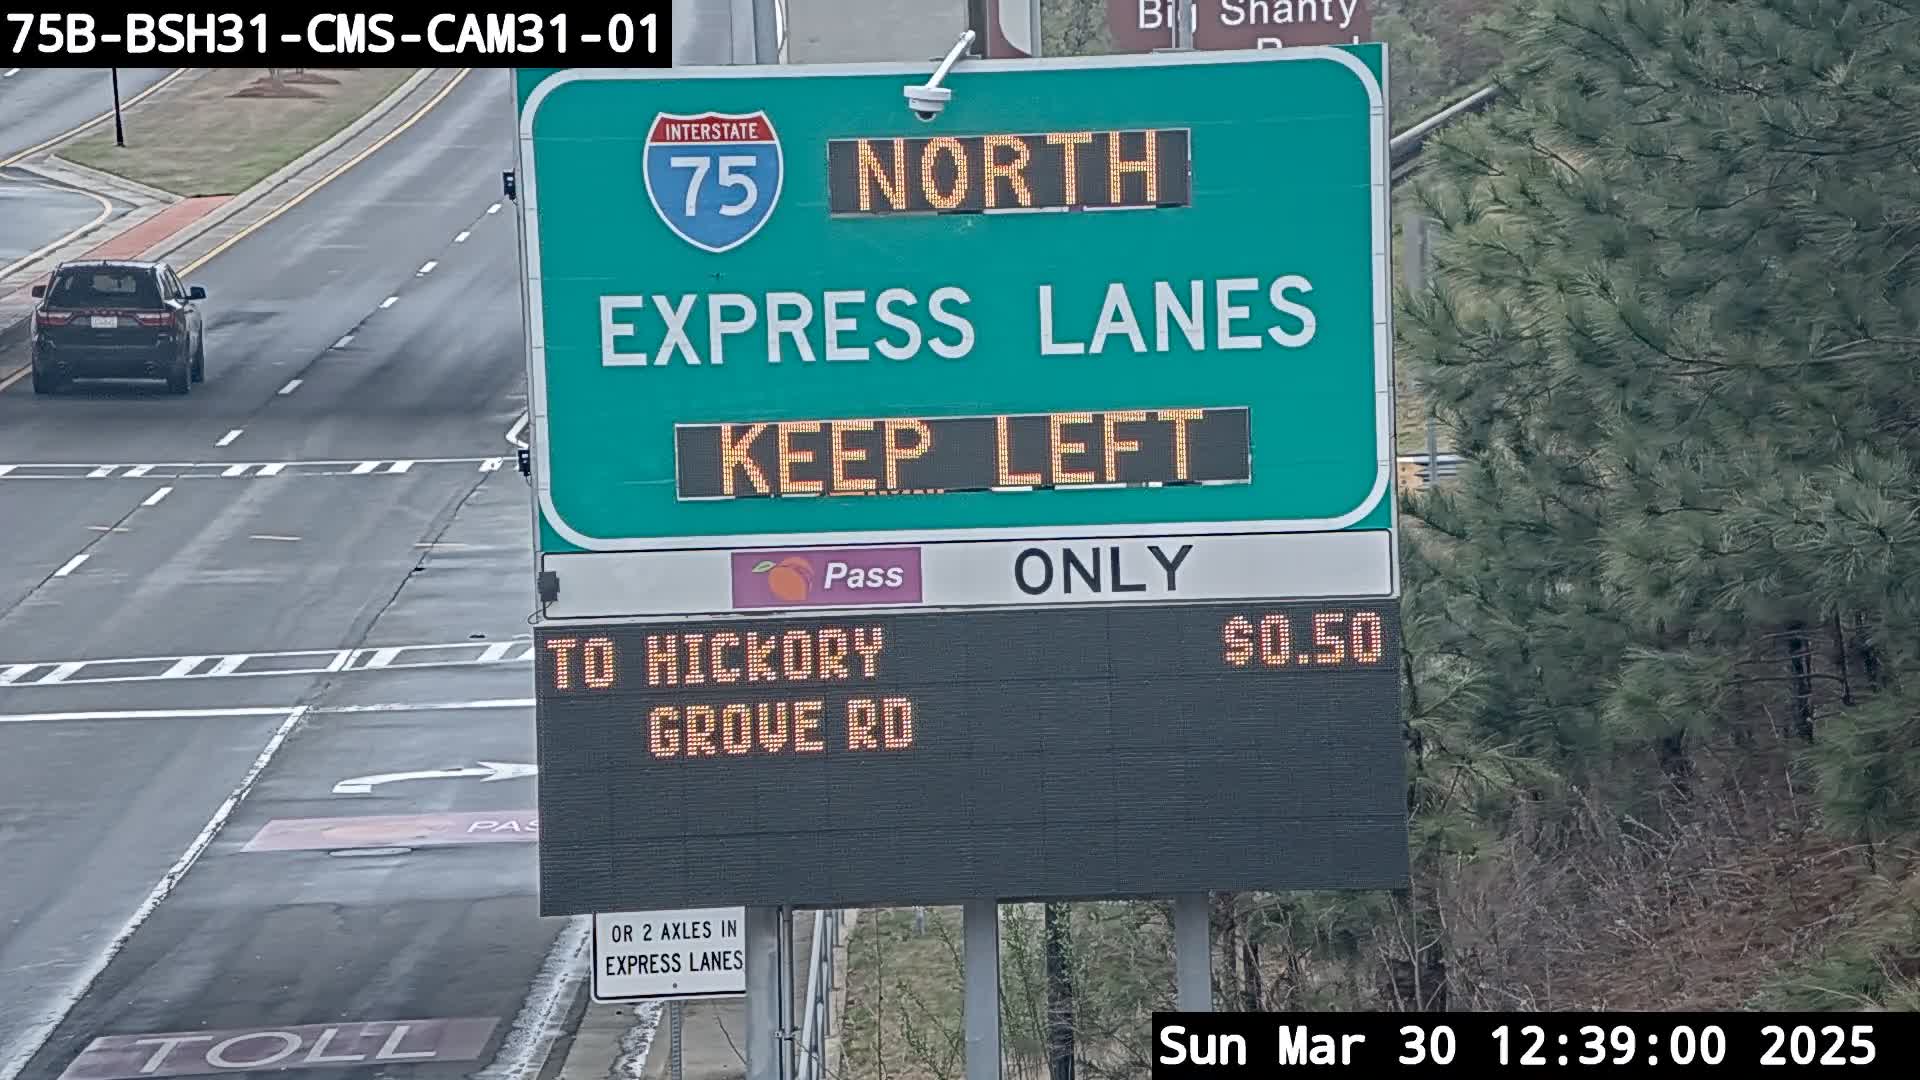 75B-BSH31-CMS-CAM31-01
Big Shanty
INTERSTATE
75
NORTH
EXPRESS LANES
KEEP LEFT
Pass ONLY
TO HICKORY $0.50
GROVE RD
OR 2 AXLES IN
EXPRESS LANES
TOLL
Sun Mar 30 12:39:00 2025